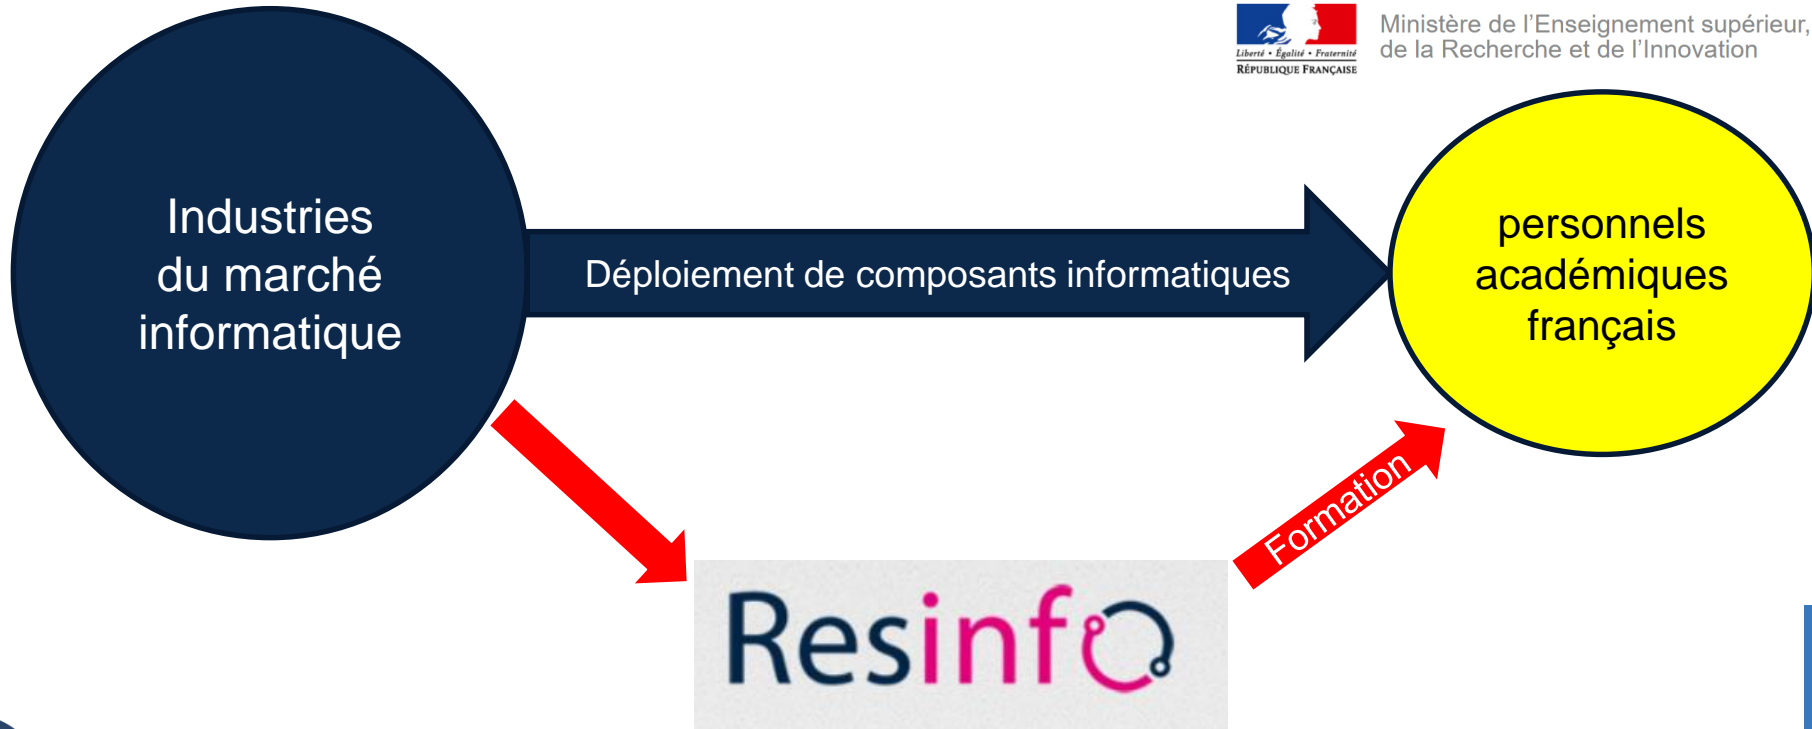 Liberté • Égalité • Fraternité
RÉPUBLIQUE FRANÇAISE
Ministère de l'Enseignement supérieur,
de la Recherche et de l'Innovation
Industries
du marché
informatique
Déploiement de composants informatiques
personnels
académiques
français
Formation
Resinfo